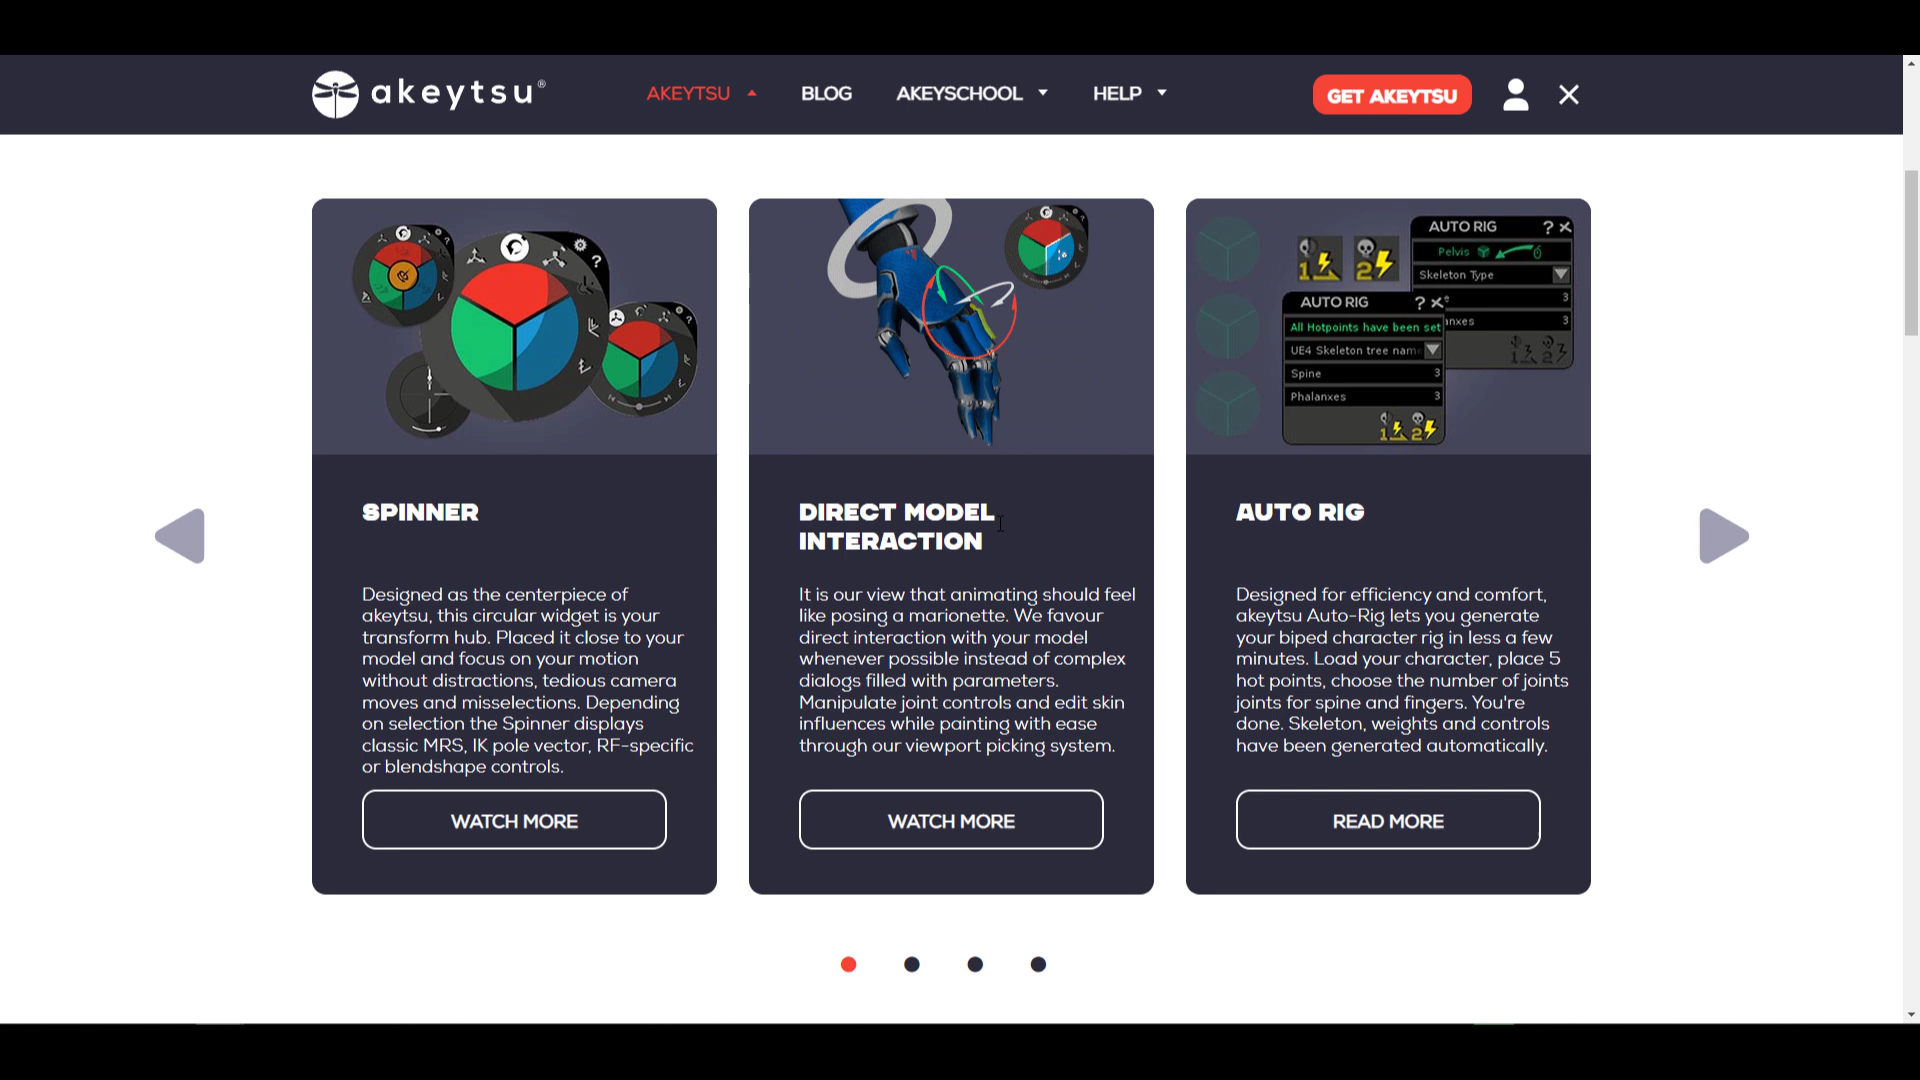 akeytsu®
AKEYTSU
BLOG
AKEYSCHOOL
HELP
GET AKEYTSU
?
?
?
AUTO RIG ? X
Pelvis
Skeleton Type
3
3
1 2
AUTO RIG ? X
All Hotpoints have been set
UE4 Skeleton tree nam
Spine 3
Phalanxes 3
1 2
SPINNER
Designed as the centerpiece of
akeytsu, this circular widget is your
transform hub. Placed it close to your
model and focus on your motion
without distractions, tedious camera
moves and misselections. Depending
on selection the Spinner displays
classic MRS, IK pole vector, RF-specific
or blendshape controls.
WATCH MORE
DIRECT MODEL
INTERACTION
It is our view that animating should feel
like posing a marionette. We favour
direct interaction with your model
whenever possible instead of complex
dialogs filled with parameters.
Manipulate joint controls and edit skin
influences while painting with ease
through our viewport picking system.
WATCH MORE
AUTO RIG
Designed for efficiency and comfort,
akeytsu Auto-Rig lets you generate
your biped character rig in less a few
minutes. Load your character, place 5
hot points, choose the number of joints
joints for spine and fingers. You're
done. Skeleton, weights and controls
have been generated automatically.
READ MORE